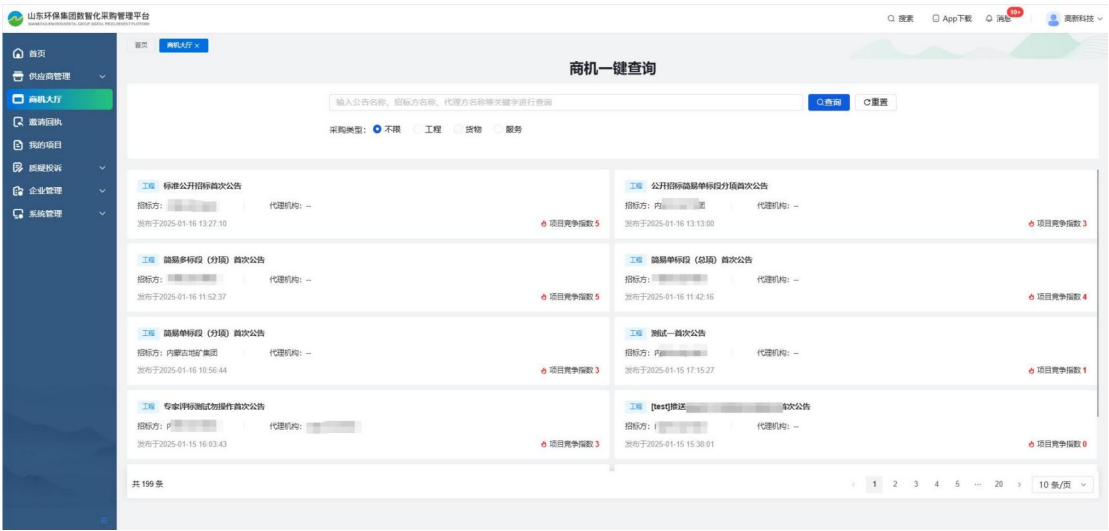 山东环保集团数智化采购管理平台
搜索 App下载 消息 99+ 高新科技
首页
供应商管理
商机大厅
邀请回执
我的项目
质疑投诉
企业管理
系统管理
首页 商机大厅 ×
商机一键查询
输入公告名称、招标方名称、代理方名称等关键字进行查询 查询 重置
采购类型: 不限 工程 货物 服务
工程 标准公开招标首次公告
招标方: 代理机构: --
发布于2025-01-16 13:27:10 项目竞争指数 5
工程 公开招标简易单标段分项首次公告
招标方: 内 团 代理机构: --
发布于2025-01-16 13:13:00 项目竞争指数 3
工程 简易多标段（分项）首次公告
招标方: 代理机构: --
发布于2025-01-16 11:52:37 项目竞争指数 5
工程 简易单标段（总项）首次公告
招标方: 代理机构: --
发布于2025-01-16 11:42:16 项目竞争指数 4
工程 简易单标段（分项）首次公告
招标方: 内蒙古地矿集团 代理机构: --
发布于2025-01-16 10:56:44 项目竞争指数 3
工程 测试一首次公告
招标方: 内 代理机构: --
发布于2025-01-15 17:15:27 项目竞争指数 1
工程 专家评标测试勿操作首次公告
招标方: 代理机构:
发布于2025-01-15 16:03:43 项目竞争指数 3
工程 [test]推送 首次公告
招标方: 代理机构: --
发布于2025-01-15 15:38:01 项目竞争指数 0
共 199 条
1 2 3 4 5 ··· 20 10 条/页